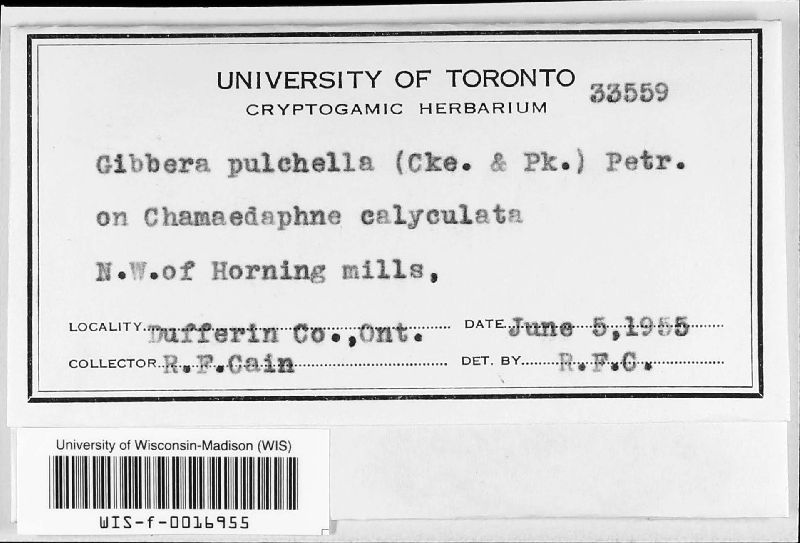 UNIVERSITY OF TORONTO 33559
CRYPTOGAMIC HERBARIUM
Gibbera pulchella (Cke. & Pk.) Petr.
on Chamaedaphne calyculata
N.W.of Horning mills,
LOCALITY Dufferin Co.,Ont. DATE June 5,1955
COLLECTOR R.F.Cain DET. BY R.F.C.
University of Wisconsin-Madison (WIS)
WIS-f-0016955